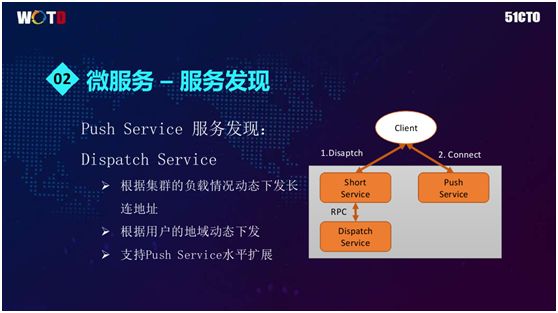 WOTD
51CTO
02
微服务 – 服务发现
Push Service 服务发现:
Dispatch Service
➢ 根据集群的负载情况动态下发长
连地址
➢ 根据用户的地域动态下发
➢ 支持Push Service水平扩展
Client
1.Disaptch
2. Connect
Short
Service
Push
Service
RPC
Dispatch
Service